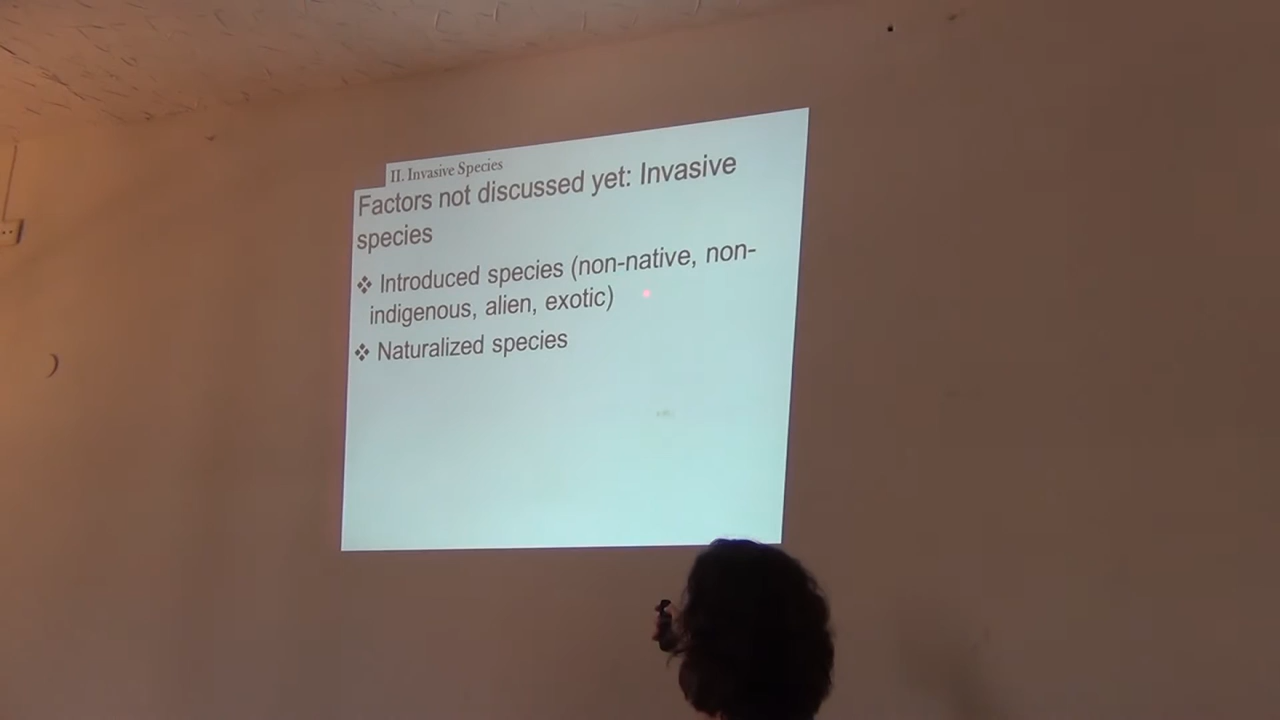 II. Invasive Species
Factors not discussed yet: Invasive
species
❖ Introduced species (non-native, non-
indigenous, alien, exotic)
❖ Naturalized species